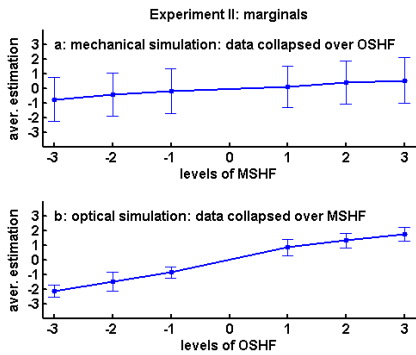 Experiment II: marginals
a: mechanical simulation: data collapsed over OSHF
aver. estimation
3
2
1
0
-1
-2
-3
-3 -2 -1 0 1 2 3
levels of MSHF
b: optical simulation: data collapsed over MSHF
aver. estimation
3
2
1
0
-1
-2
-3
-3 -2 -1 0 1 2 3
levels of OSHF